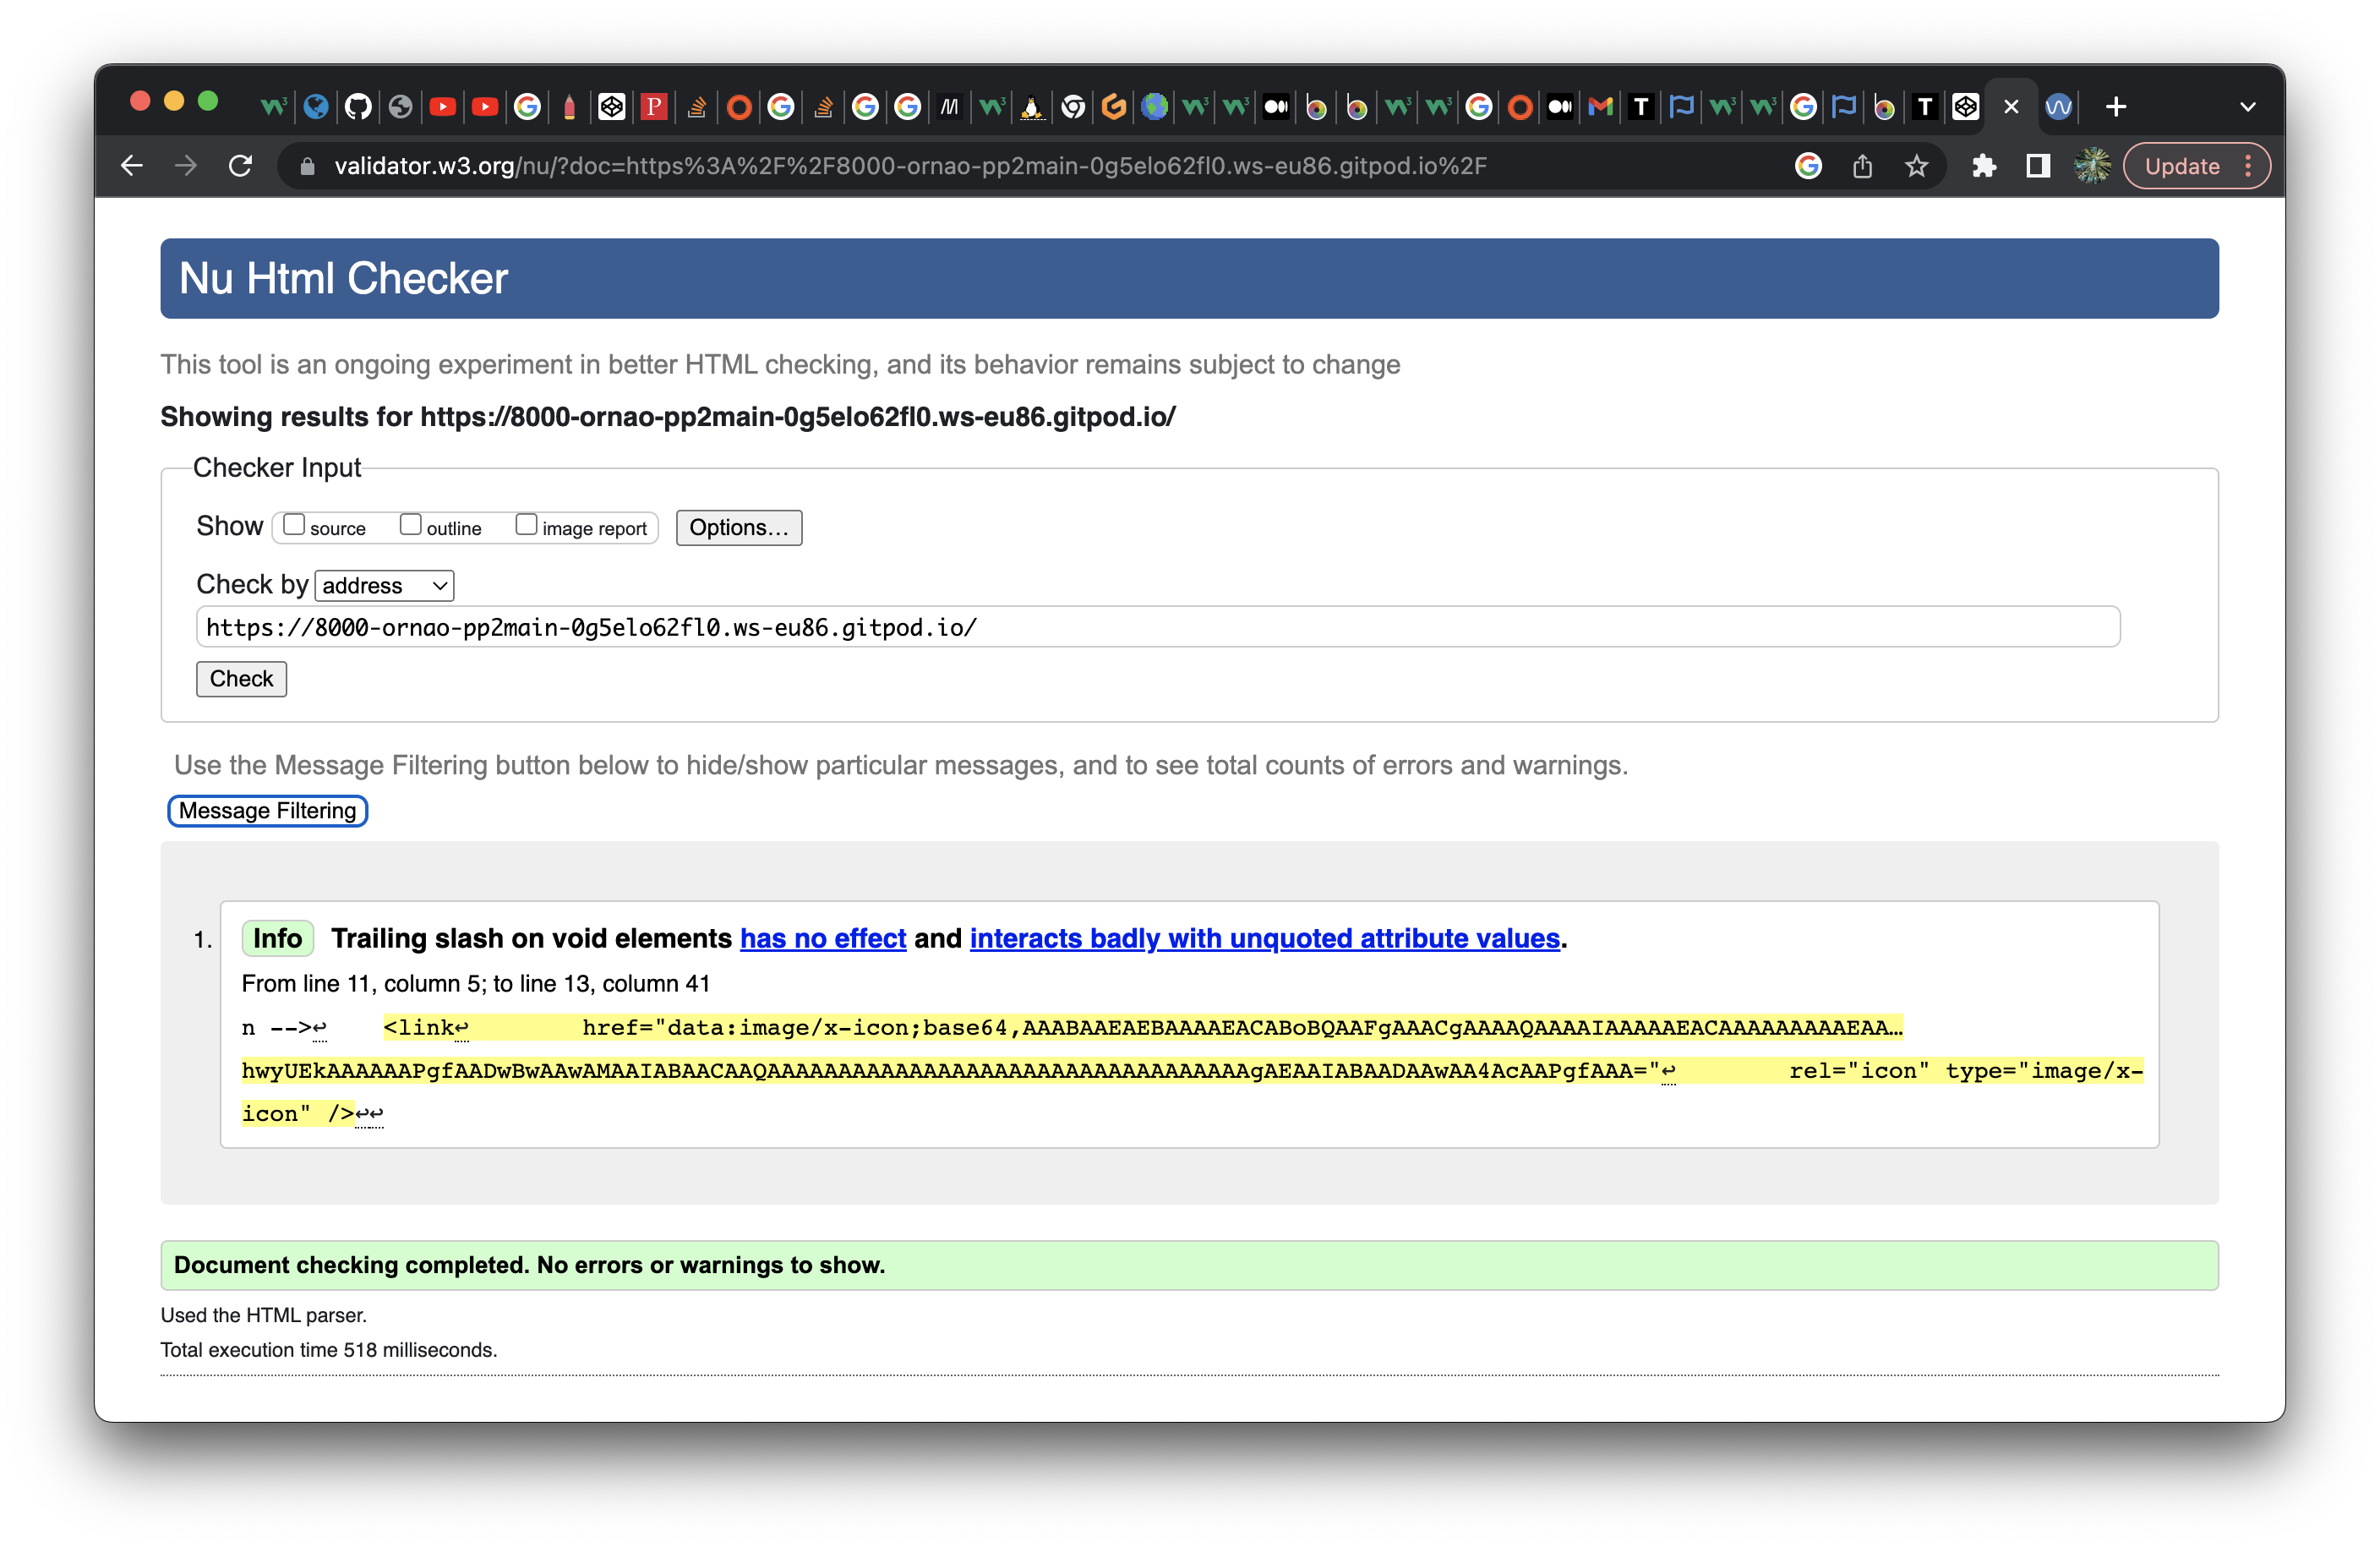 validator.w3.org/nu/?doc=https%3A%2F%2F8000-ornao-pp2main-0g5elo62fl0.ws-eu86.gitpod.io%2F
Update
Nu Html Checker
This tool is an ongoing experiment in better HTML checking, and its behavior remains subject to change
Showing results for https://8000-ornao-pp2main-0g5elo62fl0.ws-eu86.gitpod.io/
Checker Input
Show source outline image report Options...
Check by address
https://8000-ornao-pp2main-0g5elo62fl0.ws-eu86.gitpod.io/
Check
Use the Message Filtering button below to hide/show particular messages, and to see total counts of errors and warnings.
Message Filtering
1. Info Trailing slash on void elements has no effect and interacts badly with unquoted attribute values.
From line 11, column 5; to line 13, column 41
n -->↩ <link↩ href="data:image/x-icon;base64,AAABAAEAEBAAAAEACABoBQAAFgAAACgAAAAQAAAAIAAAAAEACAAAAAAAAAEAA…
hwyUEkAAAAAAPgfAADwBwAAwAMAAIABAACAAQAAAAAAAAAAAAAAAAAAAAAAAAAAAAAAAAAAgAEAAIABAADAAwAA4AcAAPgfAAA="↩ rel="icon" type="image/x-
icon" />↩↩
Document checking completed. No errors or warnings to show.
Used the HTML parser.
Total execution time 518 milliseconds.